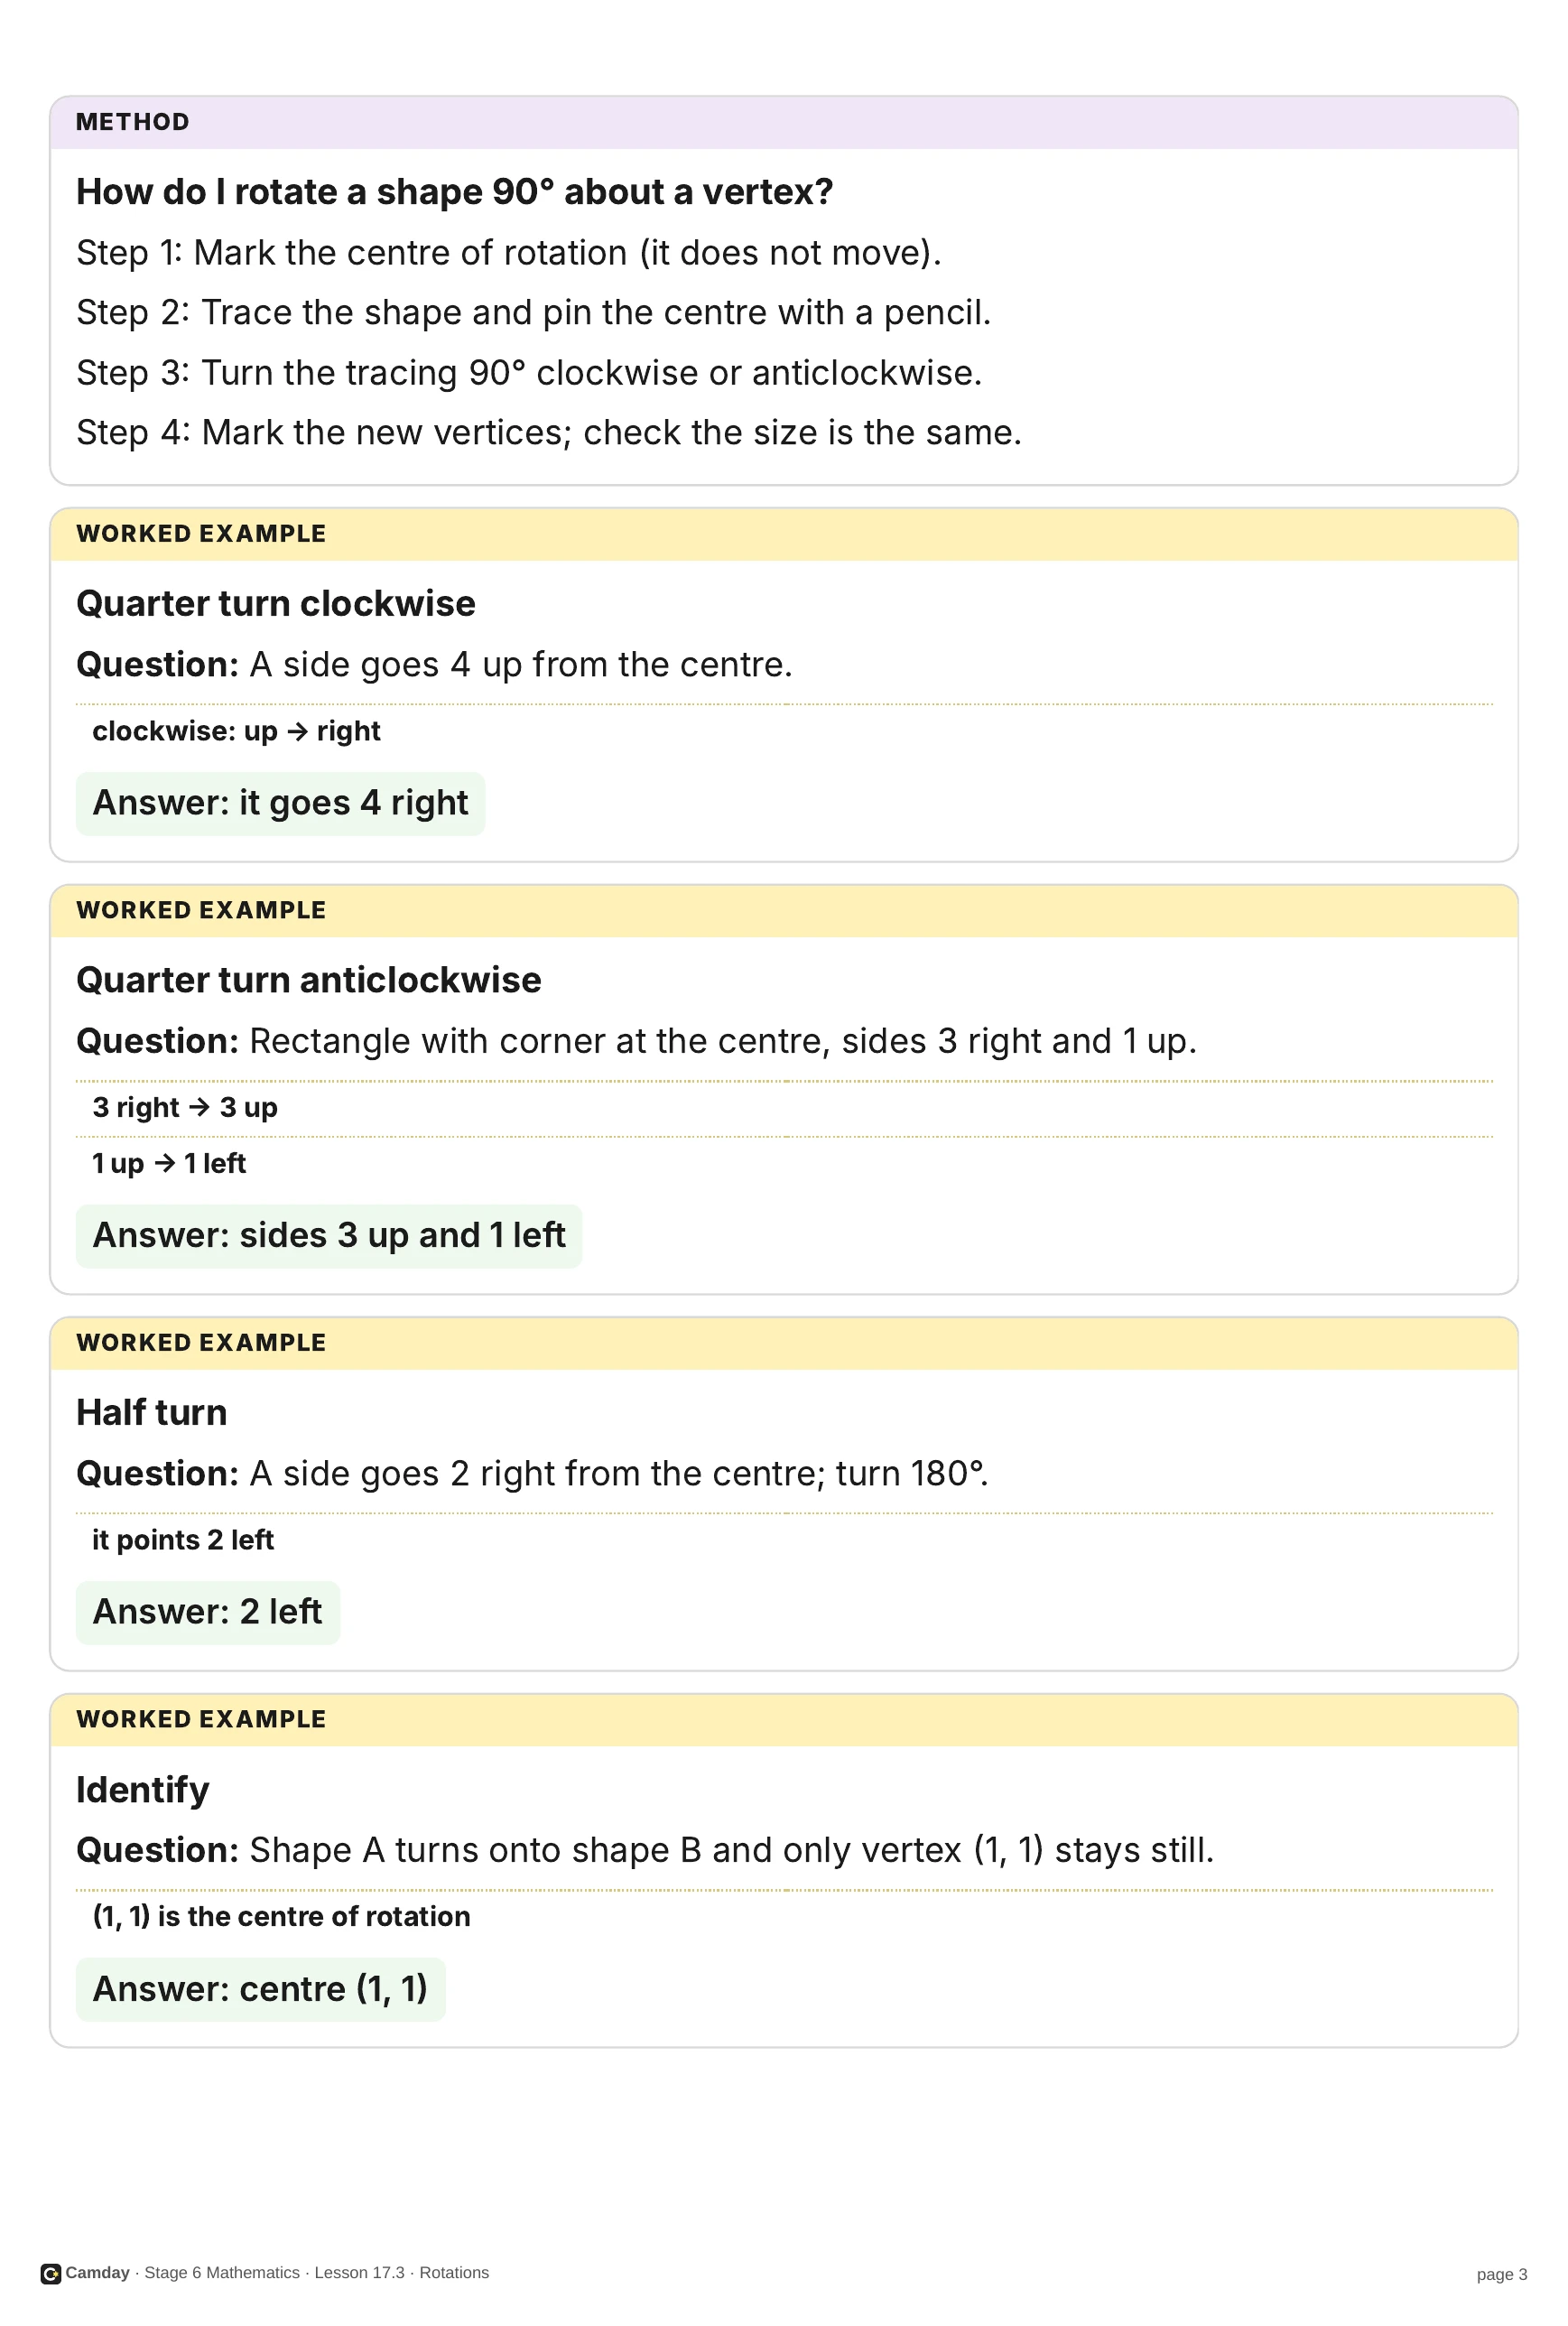 METHOD
How do I rotate a shape 90° about a vertex?
Step 1: Mark the centre of rotation (it does not move).
Step 2: Trace the shape and pin the centre with a pencil.
Step 3: Turn the tracing 90° clockwise or anticlockwise.
Step 4: Mark the new vertices; check the size is the same.
WORKED EXAMPLE
Quarter turn clockwise
Question: A side goes 4 up from the centre.
clockwise: up → right
Answer: it goes 4 right
WORKED EXAMPLE
Quarter turn anticlockwise
Question: Rectangle with corner at the centre, sides 3 right and 1 up.
3 right → 3 up
1 up → 1 left
Answer: sides 3 up and 1 left
WORKED EXAMPLE
Half turn
Question: A side goes 2 right from the centre; turn 180°.
it points 2 left
Answer: 2 left
WORKED EXAMPLE
Identify
Question: Shape A turns onto shape B and only vertex (1, 1) stays still.
(1, 1) is the centre of rotation
Answer: centre (1, 1)
Camday · Stage 6 Mathematics · Lesson 17.3 · Rotations
page 3